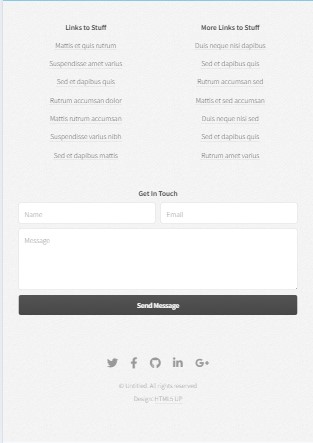 Links to Stuff
Mattis et quis rutrum
Suspendisse amet varius
Sed et dapibus quis
Rutrum accumsan dolor
Mattis rutrum accumsan
Suspendisse varius nibh
Sed et dapibus mattis
More Links to Stuff
Duis neque nisi dapibus
Sed et dapibus quis
Rutrum accumsan sed
Mattis et sed accumsan
Duis neque nisi sed
Sed et dapibus quis
Rutrum amet varius
Get In Touch
Name
Email
Message
Send Message
© Untitled. All rights reserved
Design: HTML5 UP